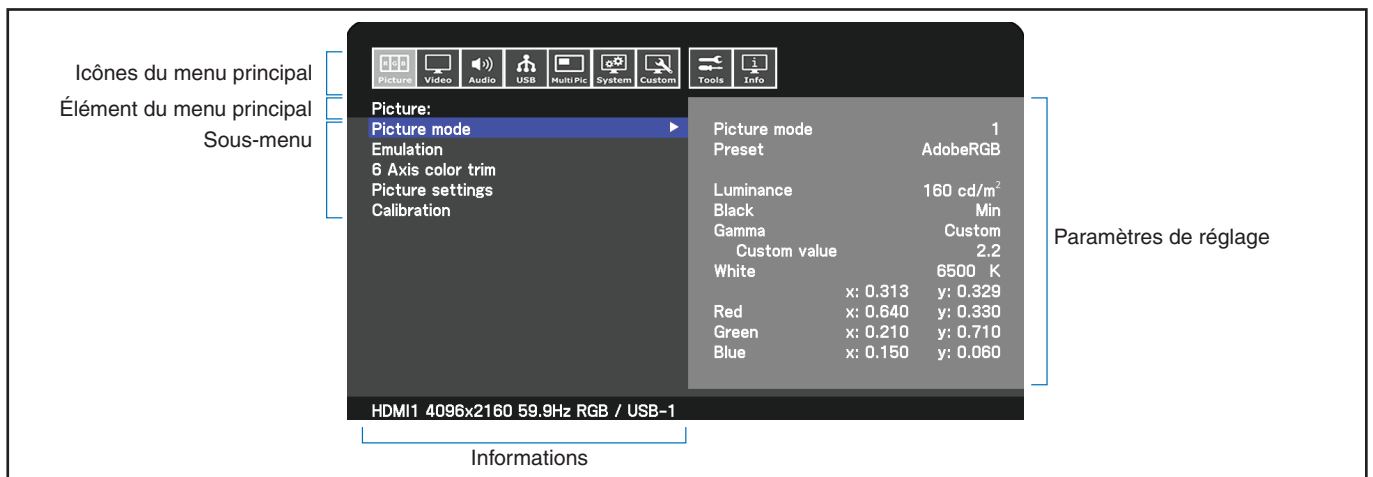 Icônes du menu principal
RGB
Picture Video Audio USB MultiPic System Custom Tools Info
Élément du menu principal
Picture:
Sous-menu
Picture mode
Emulation
6 Axis color trim
Picture settings
Calibration
Picture mode 1
Preset AdobeRGB
Luminance 160 cd/m²
Black Min
Gamma Custom
Custom value 2.2
White 6500 K
x: 0.313 y: 0.329
Red x: 0.640 y: 0.330
Green x: 0.210 y: 0.710
Blue x: 0.150 y: 0.060
Paramètres de réglage
HDMI1 4096x2160 59.9Hz RGB / USB-1
Informations